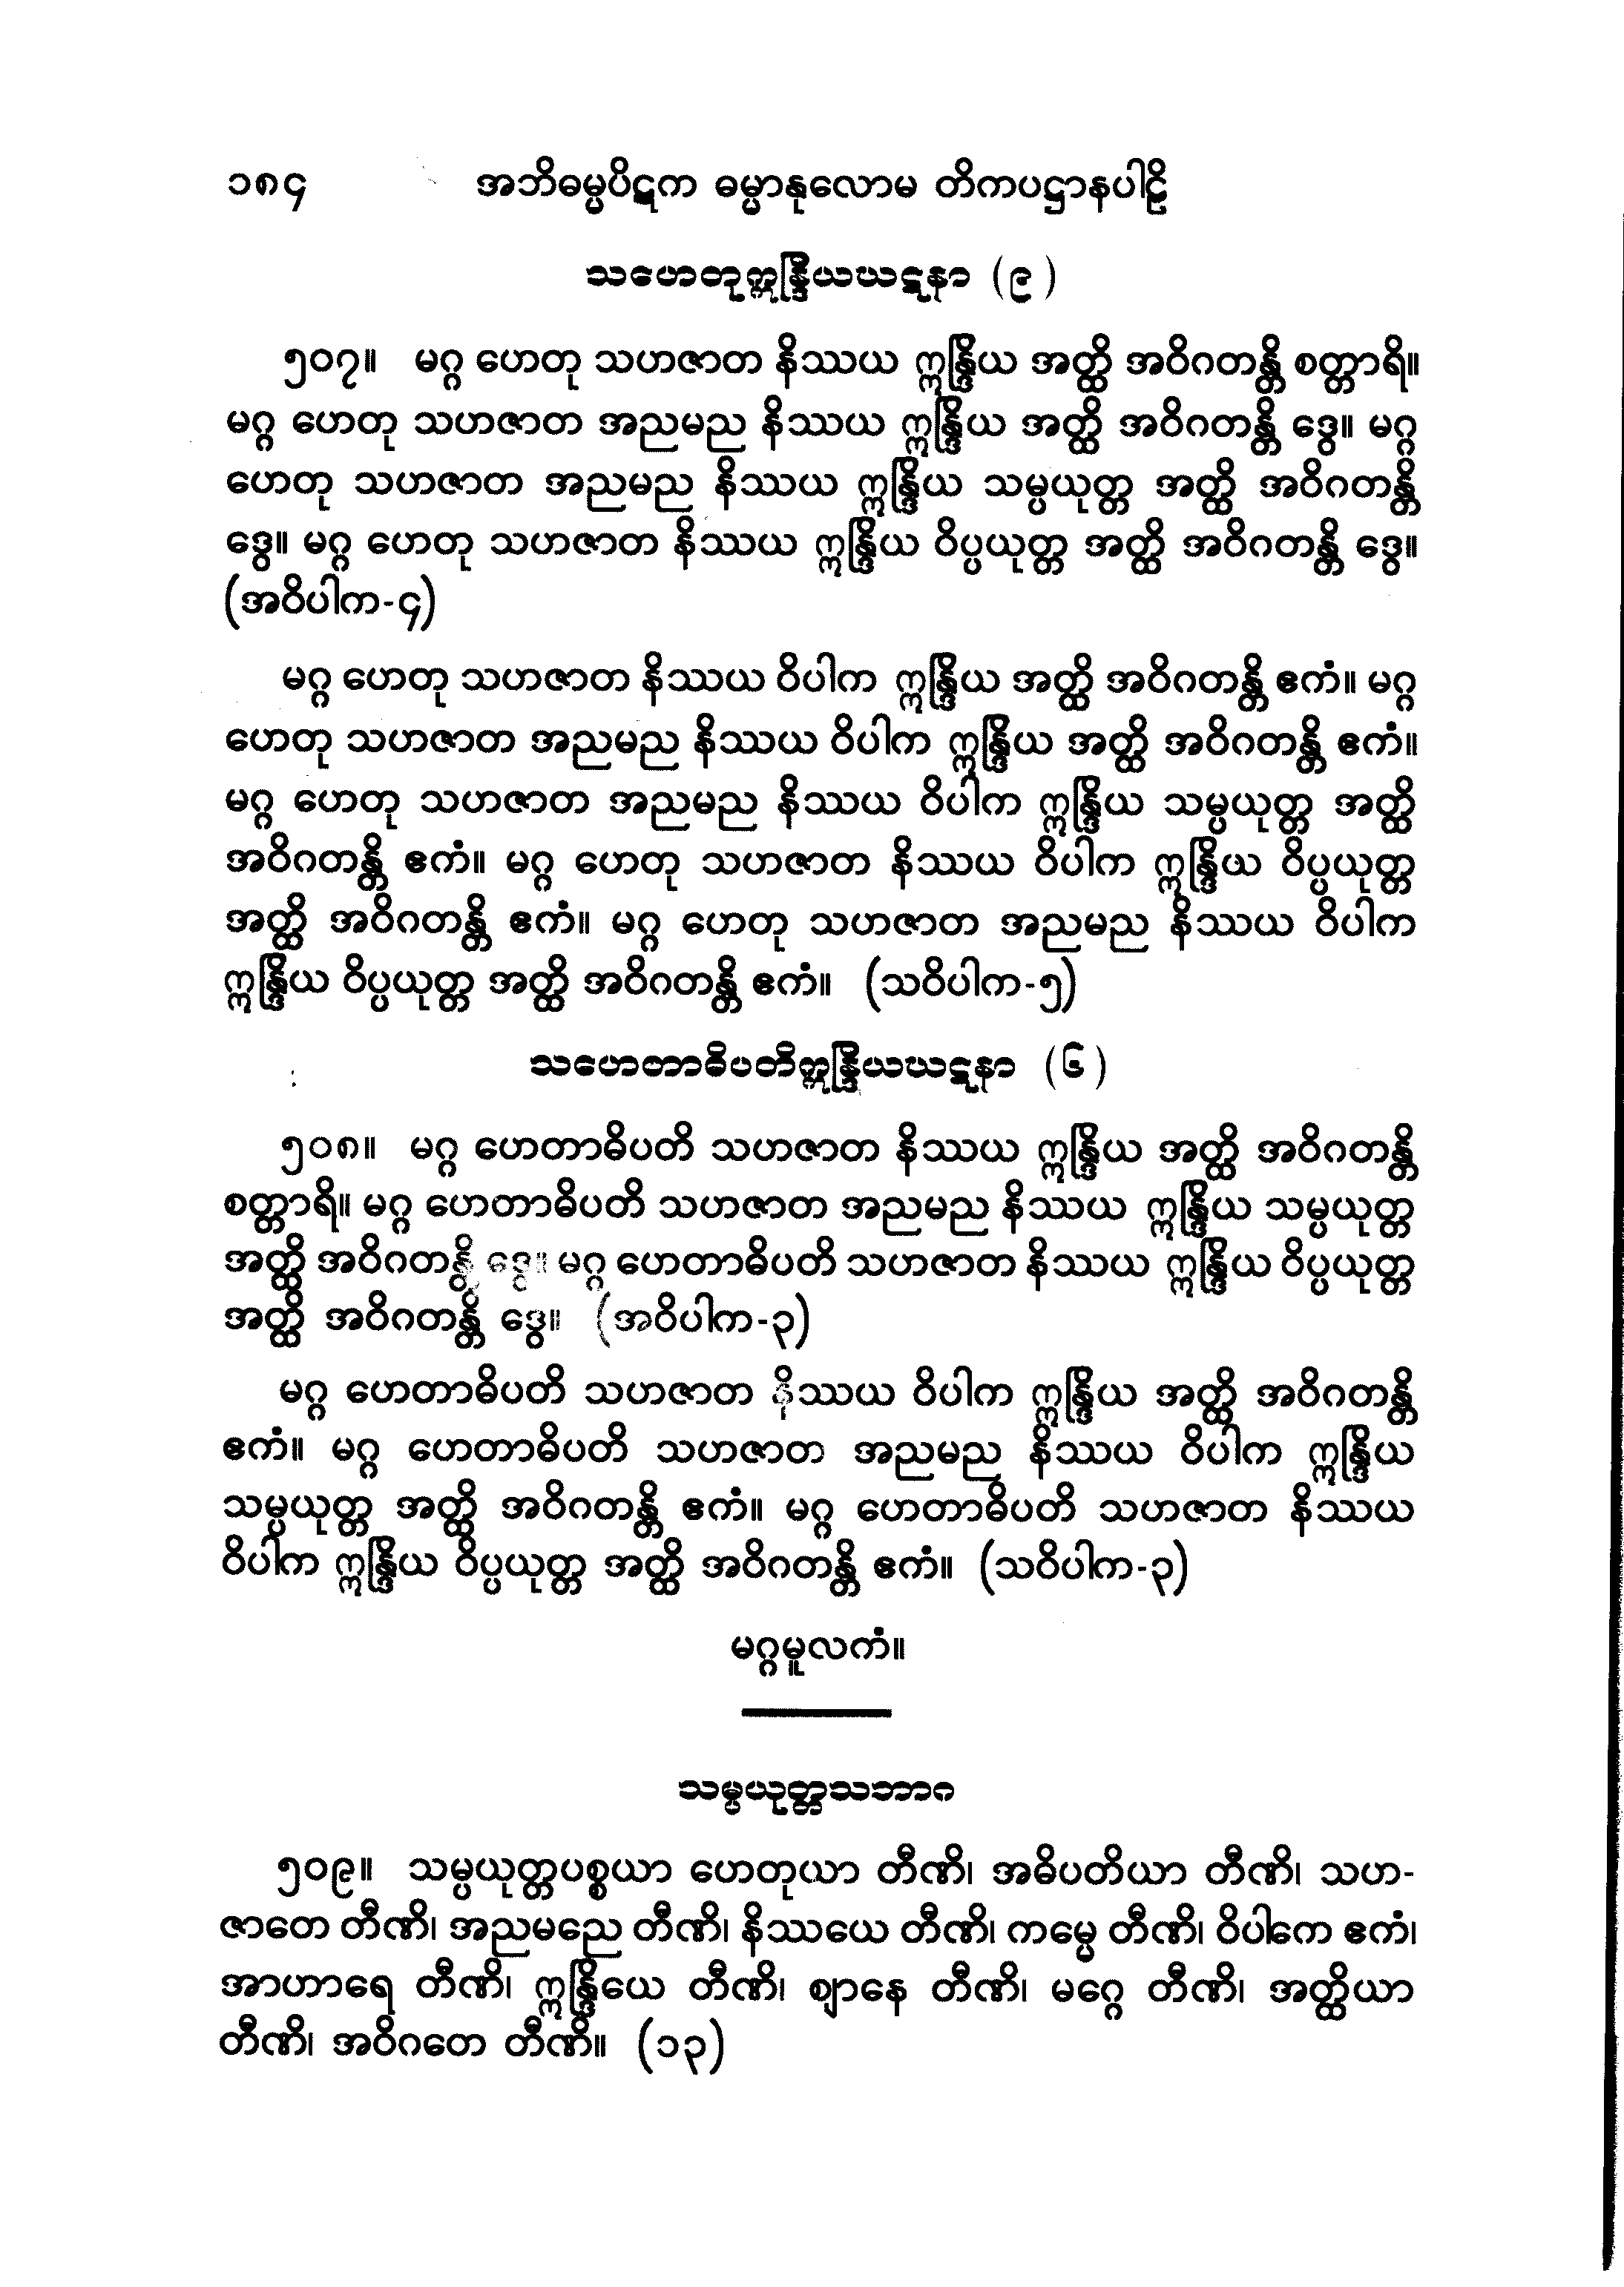 ၁၈၄ အဘိဓမ္မပိဋက ဓမ္မာနုလောမ တိကပဋ္ဌာနပါဠိ
သဟေတုဣန္ဒြိယဃဋနာ (၉)
၅၀၇။ မဂ္ဂ ဟေတု သဟဇာတ နိဿယ ဣန္ဒြိယ အတ္ထိ အဝိဂတန္တိ စတ္တာရိ။
မဂ္ဂ ဟေတု သဟဇာတ အညမည နိဿယ ဣန္ဒြိယ အတ္ထိ အဝိဂတန္တိ ဒွေ။ မဂ္ဂ
ဟေတု သဟဇာတ အညမည နိဿယ ဣန္ဒြိယ သမ္ပယုတ္တ အတ္ထိ အဝိဂတန္တိ
ဒွေ။ မဂ္ဂ ဟေတု သဟဇာတ နိဿယ ဣန္ဒြိယ ဝိပ္ပယုတ္တ အတ္ထိ အဝိဂတန္တိ ဒွေ။
(အဝိပါက-၄)
မဂ္ဂ ဟေတု သဟဇာတ နိဿယ ဝိပါက ဣန္ဒြိယ အတ္ထိ အဝိဂတန္တိ ဧကံ။ မဂ္ဂ
ဟေတု သဟဇာတ အညမည နိဿယ ဝိပါက ဣန္ဒြိယ အတ္ထိ အဝိဂတန္တိ ဧကံ။
မဂ္ဂ ဟေတု သဟဇာတ အညမည နိဿယ ဝိပါက ဣန္ဒြိယ သမ္ပယုတ္တ အတ္ထိ
အဝိဂတန္တိ ဧကံ။ မဂ္ဂ ဟေတု သဟဇာတ နိဿယ ဝိပါက ဣန္ဒြိယ ဝိပ္ပယုတ္တ
အတ္ထိ အဝိဂတန္တိ ဧကံ။ မဂ္ဂ ဟေတု သဟဇာတ အညမည နိဿယ ဝိပါက
ဣန္ဒြိယ ဝိပ္ပယုတ္တ အတ္ထိ အဝိဂတန္တိ ဧကံ။ (သဝိပါက-၅)
သဟေတာဓိပတိဣန္ဒြိယဃဋနာ (၆)
၅၀၈။ မဂ္ဂ ဟေတာဓိပတိ သဟဇာတ နိဿယ ဣန္ဒြိယ အတ္ထိ အဝိဂတန္တိ
စတ္တာရိ။ မဂ္ဂ ဟေတာဓိပတိ သဟဇာတ အညမည နိဿယ ဣန္ဒြိယ သမ္ပယုတ္တ
အတ္ထိ အဝိဂတန္တိ ဒွေ။ မဂ္ဂ ဟေတာဓိပတိ သဟဇာတ နိဿယ ဣန္ဒြိယ ဝိပ္ပယုတ္တ
အတ္ထိ အဝိဂတန္တိ ဒွေ။ (အဝိပါက-၃)
မဂ္ဂ ဟေတာဓိပတိ သဟဇာတ နိဿယ ဝိပါက ဣန္ဒြိယ အတ္ထိ အဝိဂတန္တိ
ဧကံ။ မဂ္ဂ ဟေတာဓိပတိ သဟဇာတ အညမည နိဿယ ဝိပါက ဣန္ဒြိယ
သမ္ပယုတ္တ အတ္ထိ အဝိဂတန္တိ ဧကံ။ မဂ္ဂ ဟေတာဓိပတိ သဟဇာတ နိဿယ
ဝိပါက ဣန္ဒြိယ ဝိပ္ပယုတ္တ အတ္ထိ အဝိဂတန္တိ ဧကံ။ (သဝိပါက-၃)
မဂ္ဂမူလကံ။
သမ္ပယုတ္တသဘာဂ
၅၀၉။ သမ္ပယုတ္တပစ္စယာ ဟေတုယာ တီဏိ၊ အဓိပတိယာ တီဏိ၊ သဟ-
ဇာတေ တီဏိ၊ အညမညေ တီဏိ၊ နိဿယေ တီဏိ၊ ကမ္မေ တီဏိ၊ ဝိပါကေ ဧကံ၊
အာဟာရေ တီဏိ၊ ဣန္ဒြိယေ တီဏိ၊ ဈာနေ တီဏိ၊ မဂ္ဂေ တီဏိ၊ အတ္ထိယာ
တီဏိ၊ အဝိဂတေ တီဏိ။ (၁၃)